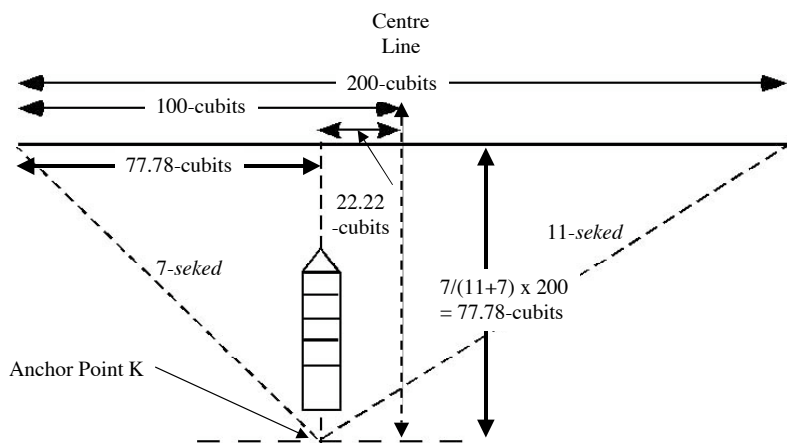 Centre
Line
200-cubits
100-cubits
77.78-cubits
22.22
-cubits
7-seked
11-seked
7/(11+7) x 200
= 77.78-cubits
Anchor Point K